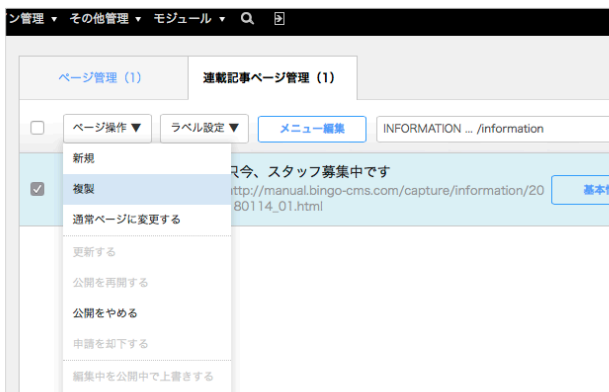 ン管理 ▼ その他管理 ▼ モジュール ▼
ページ管理（1） 連載記事ページ管理（1）
ページ操作 ▼ ラベル設定 ▼ メニュー編集 INFORMATION ... /information
新規
只今、スタッフ募集中です
複製
http://manual.bingo-cms.com/capture/information/20
180114_01.html
基本情
通常ページに変更する
更新する
公開を再開する
公開をやめる
申請を却下する
編集中を公開中で上書きする